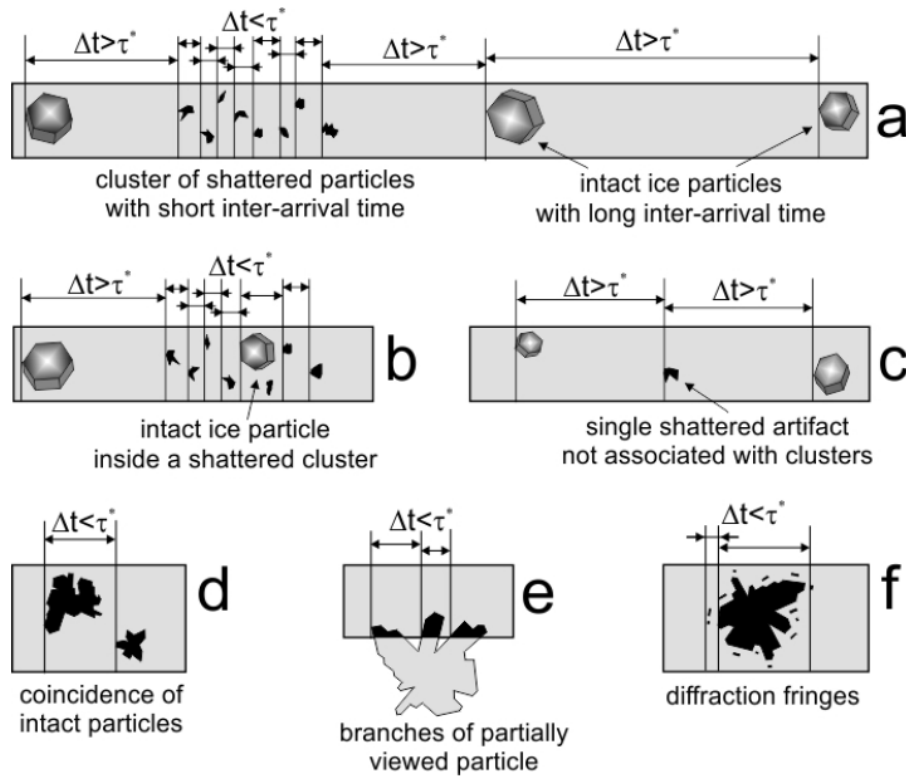 Δt>τ*
Δt<τ*
Δt>τ*
Δt>τ*
a
cluster of shattered particles
with short inter-arrival time
intact ice particles
with long inter-arrival time
Δt>τ*
Δt<τ*
b
intact ice particle
inside a shattered cluster
Δt>τ*
Δt>τ*
c
single shattered artifact
not associated with clusters
Δt<τ*
d
coincidence of
intact particles
Δt<τ*
e
branches of partially
viewed particle
Δt<τ*
f
diffraction fringes